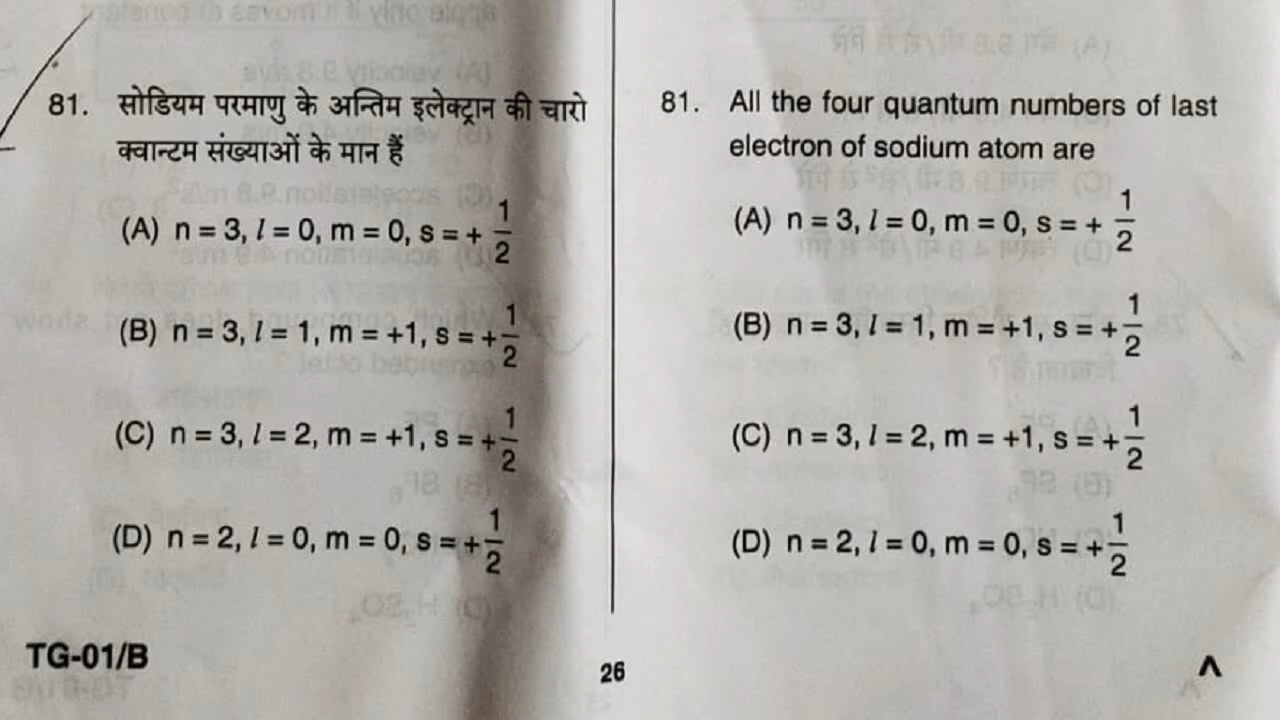 81. सोडियम परमाणु के अन्तिम इलेक्ट्रान की चारो
क्वान्टम संख्याओं के मान हैं
(A) n = 3, l = 0, m = 0, s = + 1/2
(B) n = 3, l = 1, m = +1, s = + 1/2
(C) n = 3, l = 2, m = +1, s = + 1/2
(D) n = 2, l = 0, m = 0, s = + 1/2
81. All the four quantum numbers of last
electron of sodium atom are
(A) n = 3, l = 0, m = 0, s = + 1/2
(B) n = 3, l = 1, m = +1, s = + 1/2
(C) n = 3, l = 2, m = +1, s = + 1/2
(D) n = 2, l = 0, m = 0, s = + 1/2
TG-01/B
26
^